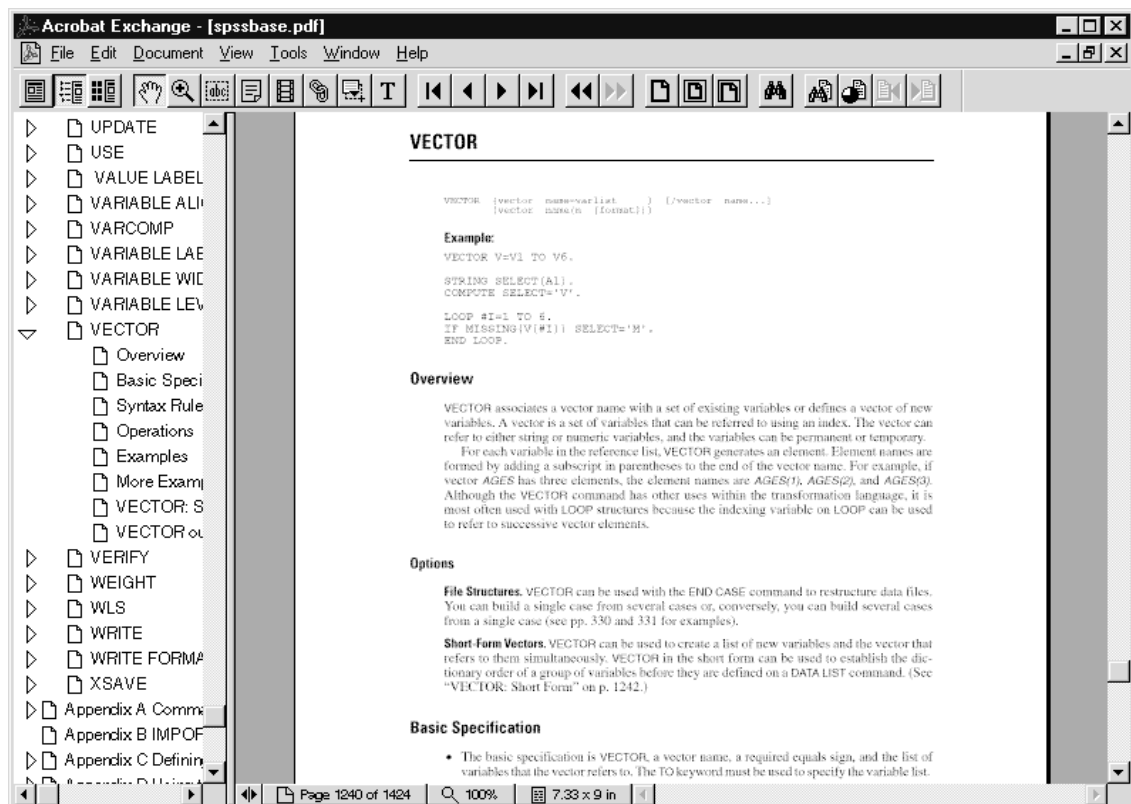 Acrobat Exchange - [spssbase.pdf]
File Edit Document View Tools Window Help
abc T
UPDATE
USE
VALUE LABEL
VARIABLE ALI
VARCOMP
VARIABLE LAB
VARIABLE WID
VARIABLE LEV
VECTOR
Overview
Basic Speci
Syntax Rule
Operations
Examples
More Examp
VECTOR: S
VECTOR ou
VERIFY
WEIGHT
WLS
WRITE
WRITE FORMA
XSAVE
Appendix A Comma
Appendix B IMPOR
Appendix C Defining
VECTOR
VECTOR {vector name=varlist } [/vector name...]
{vector name(n [format])}
Example:
VECTOR V=V1 TO V6.
STRING SELECT(A1).
COMPUTE SELECT='V'.
LOOP #I=1 TO 6.
IF MISSING(V(#I)) SELECT='M'.
END LOOP.
Overview
VECTOR associates a vector name with a set of existing variables or defines a vector of new
variables. A vector is a set of variables that can be referred to using an index. The vector can
refer to either string or numeric variables, and the variables can be permanent or temporary.
For each variable in the reference list, VECTOR generates an element. Element names are
formed by adding a subscript in parentheses to the end of the vector name. For example, if
vector AGES has three elements, the element names are AGES(1), AGES(2), and AGES(3).
Although the VECTOR command has other uses within the transformation language, it is
most often used with LOOP structures because the indexing variable on LOOP can be used
to refer to successive vector elements.
Options
File Structures. VECTOR can be used with the END CASE command to restructure data files.
You can build a single case from several cases or, conversely, you can build several cases
from a single case (see pp. 330 and 331 for examples).
Short-Form Vectors. VECTOR can be used to create a list of new variables and the vector that
refers to them simultaneously. VECTOR in the short form can be used to establish the dic-
tionary order of a group of variables before they are defined on a DATA LIST command. (See
"VECTOR: Short Form" on p. 1242.)
Basic Specification
• The basic specification is VECTOR, a vector name, a required equals sign, and the list of
variables that the vector refers to. The TO keyword must be used to specify the variable list.
Page 1240 of 1424 100% 7.33 x 9 in